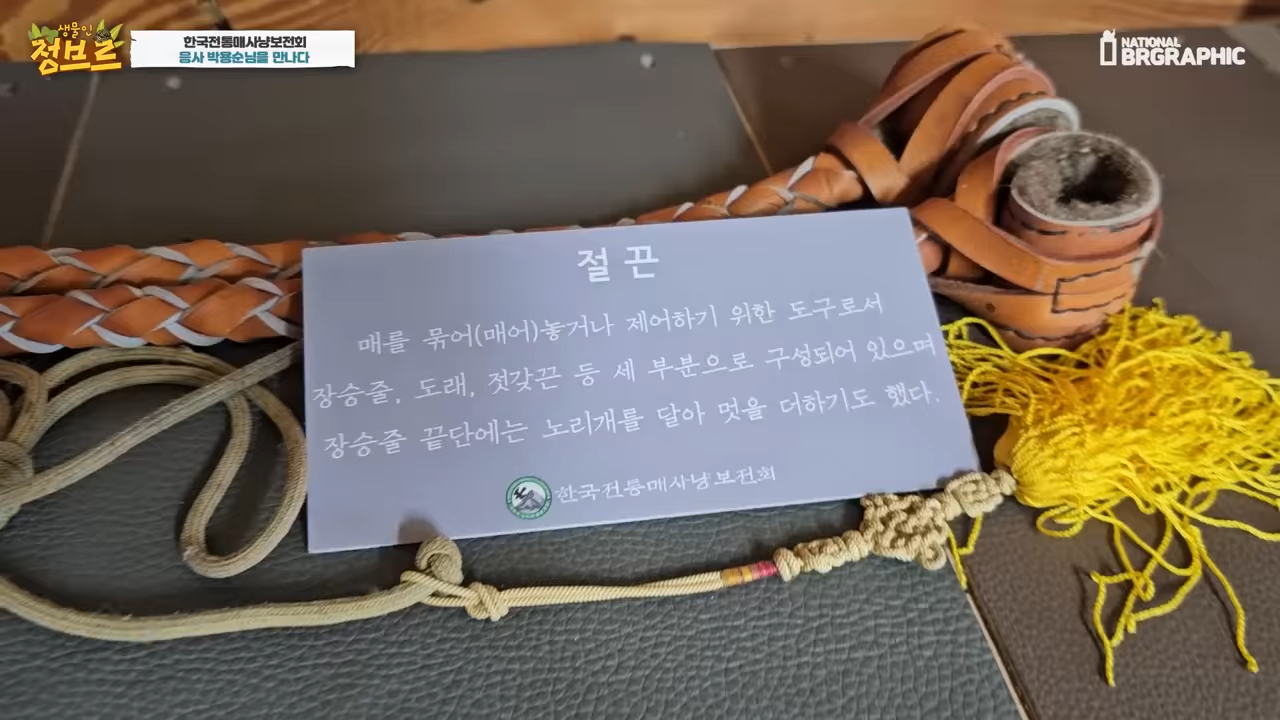 생물인
정브르
한국전통매사냥보전회
응사 박용순님을 만나다
NATIONAL
BRGRAPHIC
절끈
매를 묶어(매어)놓거나 제어하기 위한 도구로서
장승줄, 도래, 젓갖끈 등 세 부분으로 구성되어 있으며
장승줄 끝단에는 노리개를 달아 멋을 더하기도 했다.
한국전통매사냥보전회